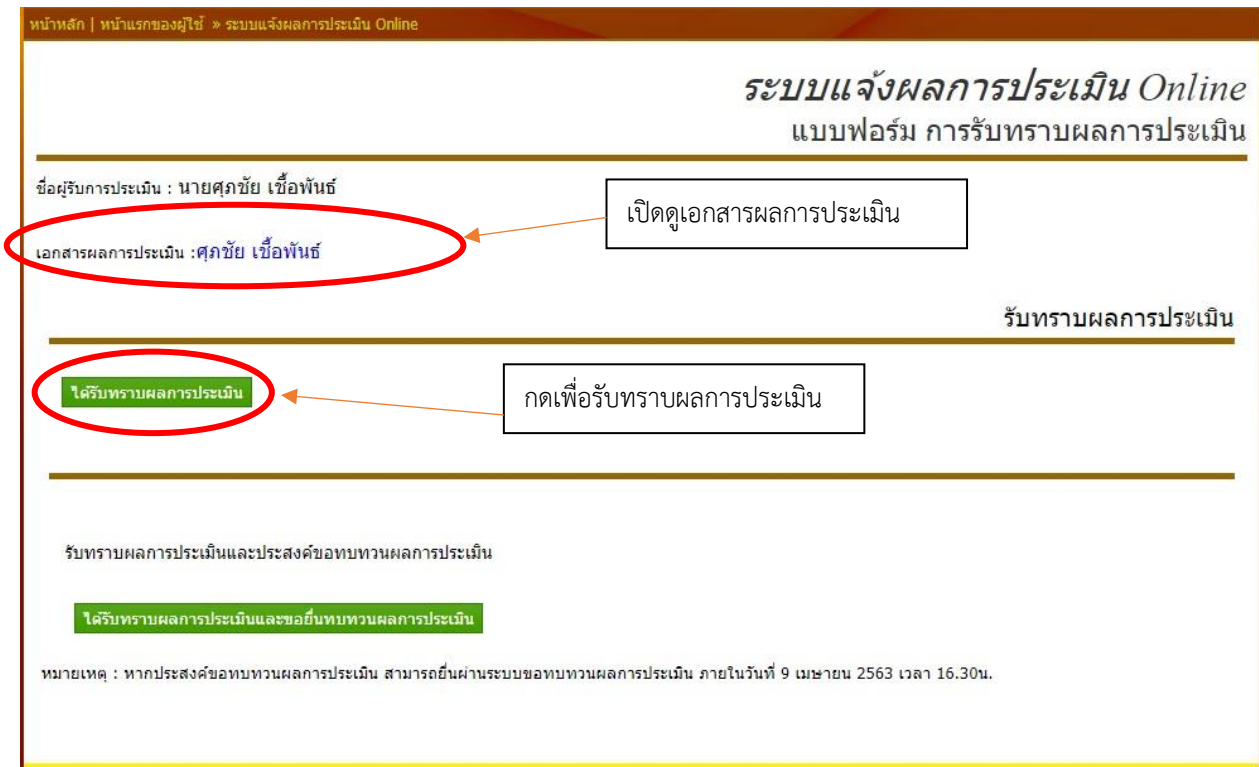 หน้าหลัก | หน้าแรกของผู้ใช้ » ระบบแจ้งผลการประเมิน Online
ระบบแจ้งผลการประเมิน Online
แบบฟอร์ม การรับทราบผลการประเมิน
ชื่อผู้รับการประเมิน : นายศุภชัย เชื้อพันธ์
เปิดดูเอกสารผลการประเมิน
เอกสารผลการประเมิน :ศุภชัย เชื้อพันธ์
รับทราบผลการประเมิน
ได้รับทราบผลการประเมิน
กดเพื่อรับทราบผลการประเมิน
รับทราบผลการประเมินและประสงค์ขอทบทวนผลการประเมิน
ได้รับทราบผลการประเมินและขอยื่นทบทวนผลการประเมิน
หมายเหตุ : หากประสงค์ขอทบทวนผลการประเมิน สามารถยื่นผ่านระบบขอทบทวนผลการประเมิน ภายในวันที่ 9 เมษายน 2563 เวลา 16.30น.